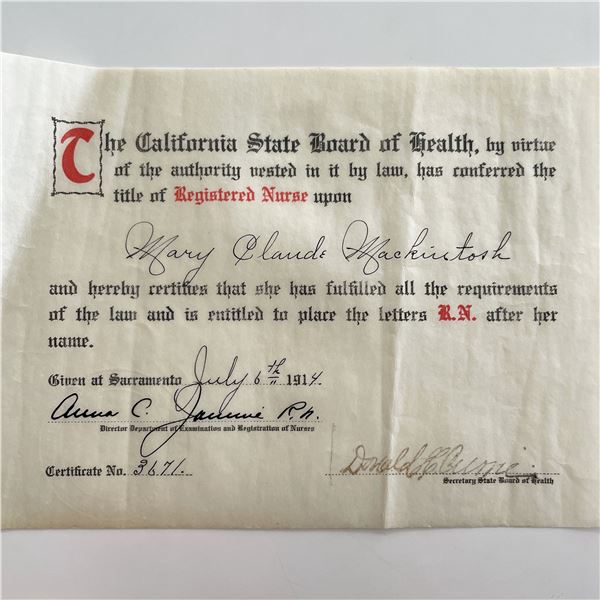 The California State Board of Health, by virtue
of the authority vested in it by law, has conferred the
title of Registered Nurse upon
Mary Claude Mackintosh
and hereby certifies that she has fulfilled all the requirements
of the law and is entitled to place the letters R.N. after her
name.
Given at Sacramento July 6th 1914.
Anna C. Jammé R.N.
Director Department of Examination and Registration of Nurses
Certificate No. 3671.
Donald
Secretary State Board of Health